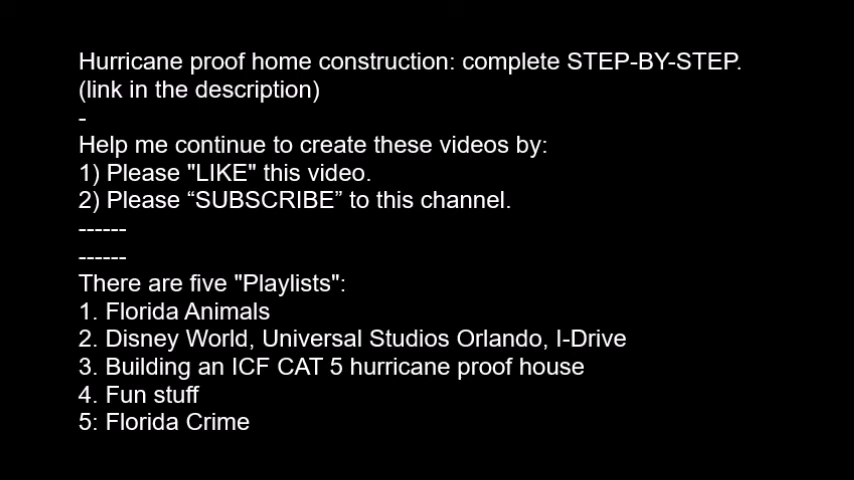 Hurricane proof home construction: complete STEP-BY-STEP.
(link in the description)
-
Help me continue to create these videos by:
1) Please "LIKE" this video.
2) Please “SUBSCRIBE” to this channel.
------
------
There are five "Playlists":
1. Florida Animals
2. Disney World, Universal Studios Orlando, I-Drive
3. Building an ICF CAT 5 hurricane proof house
4. Fun stuff
5: Florida Crime